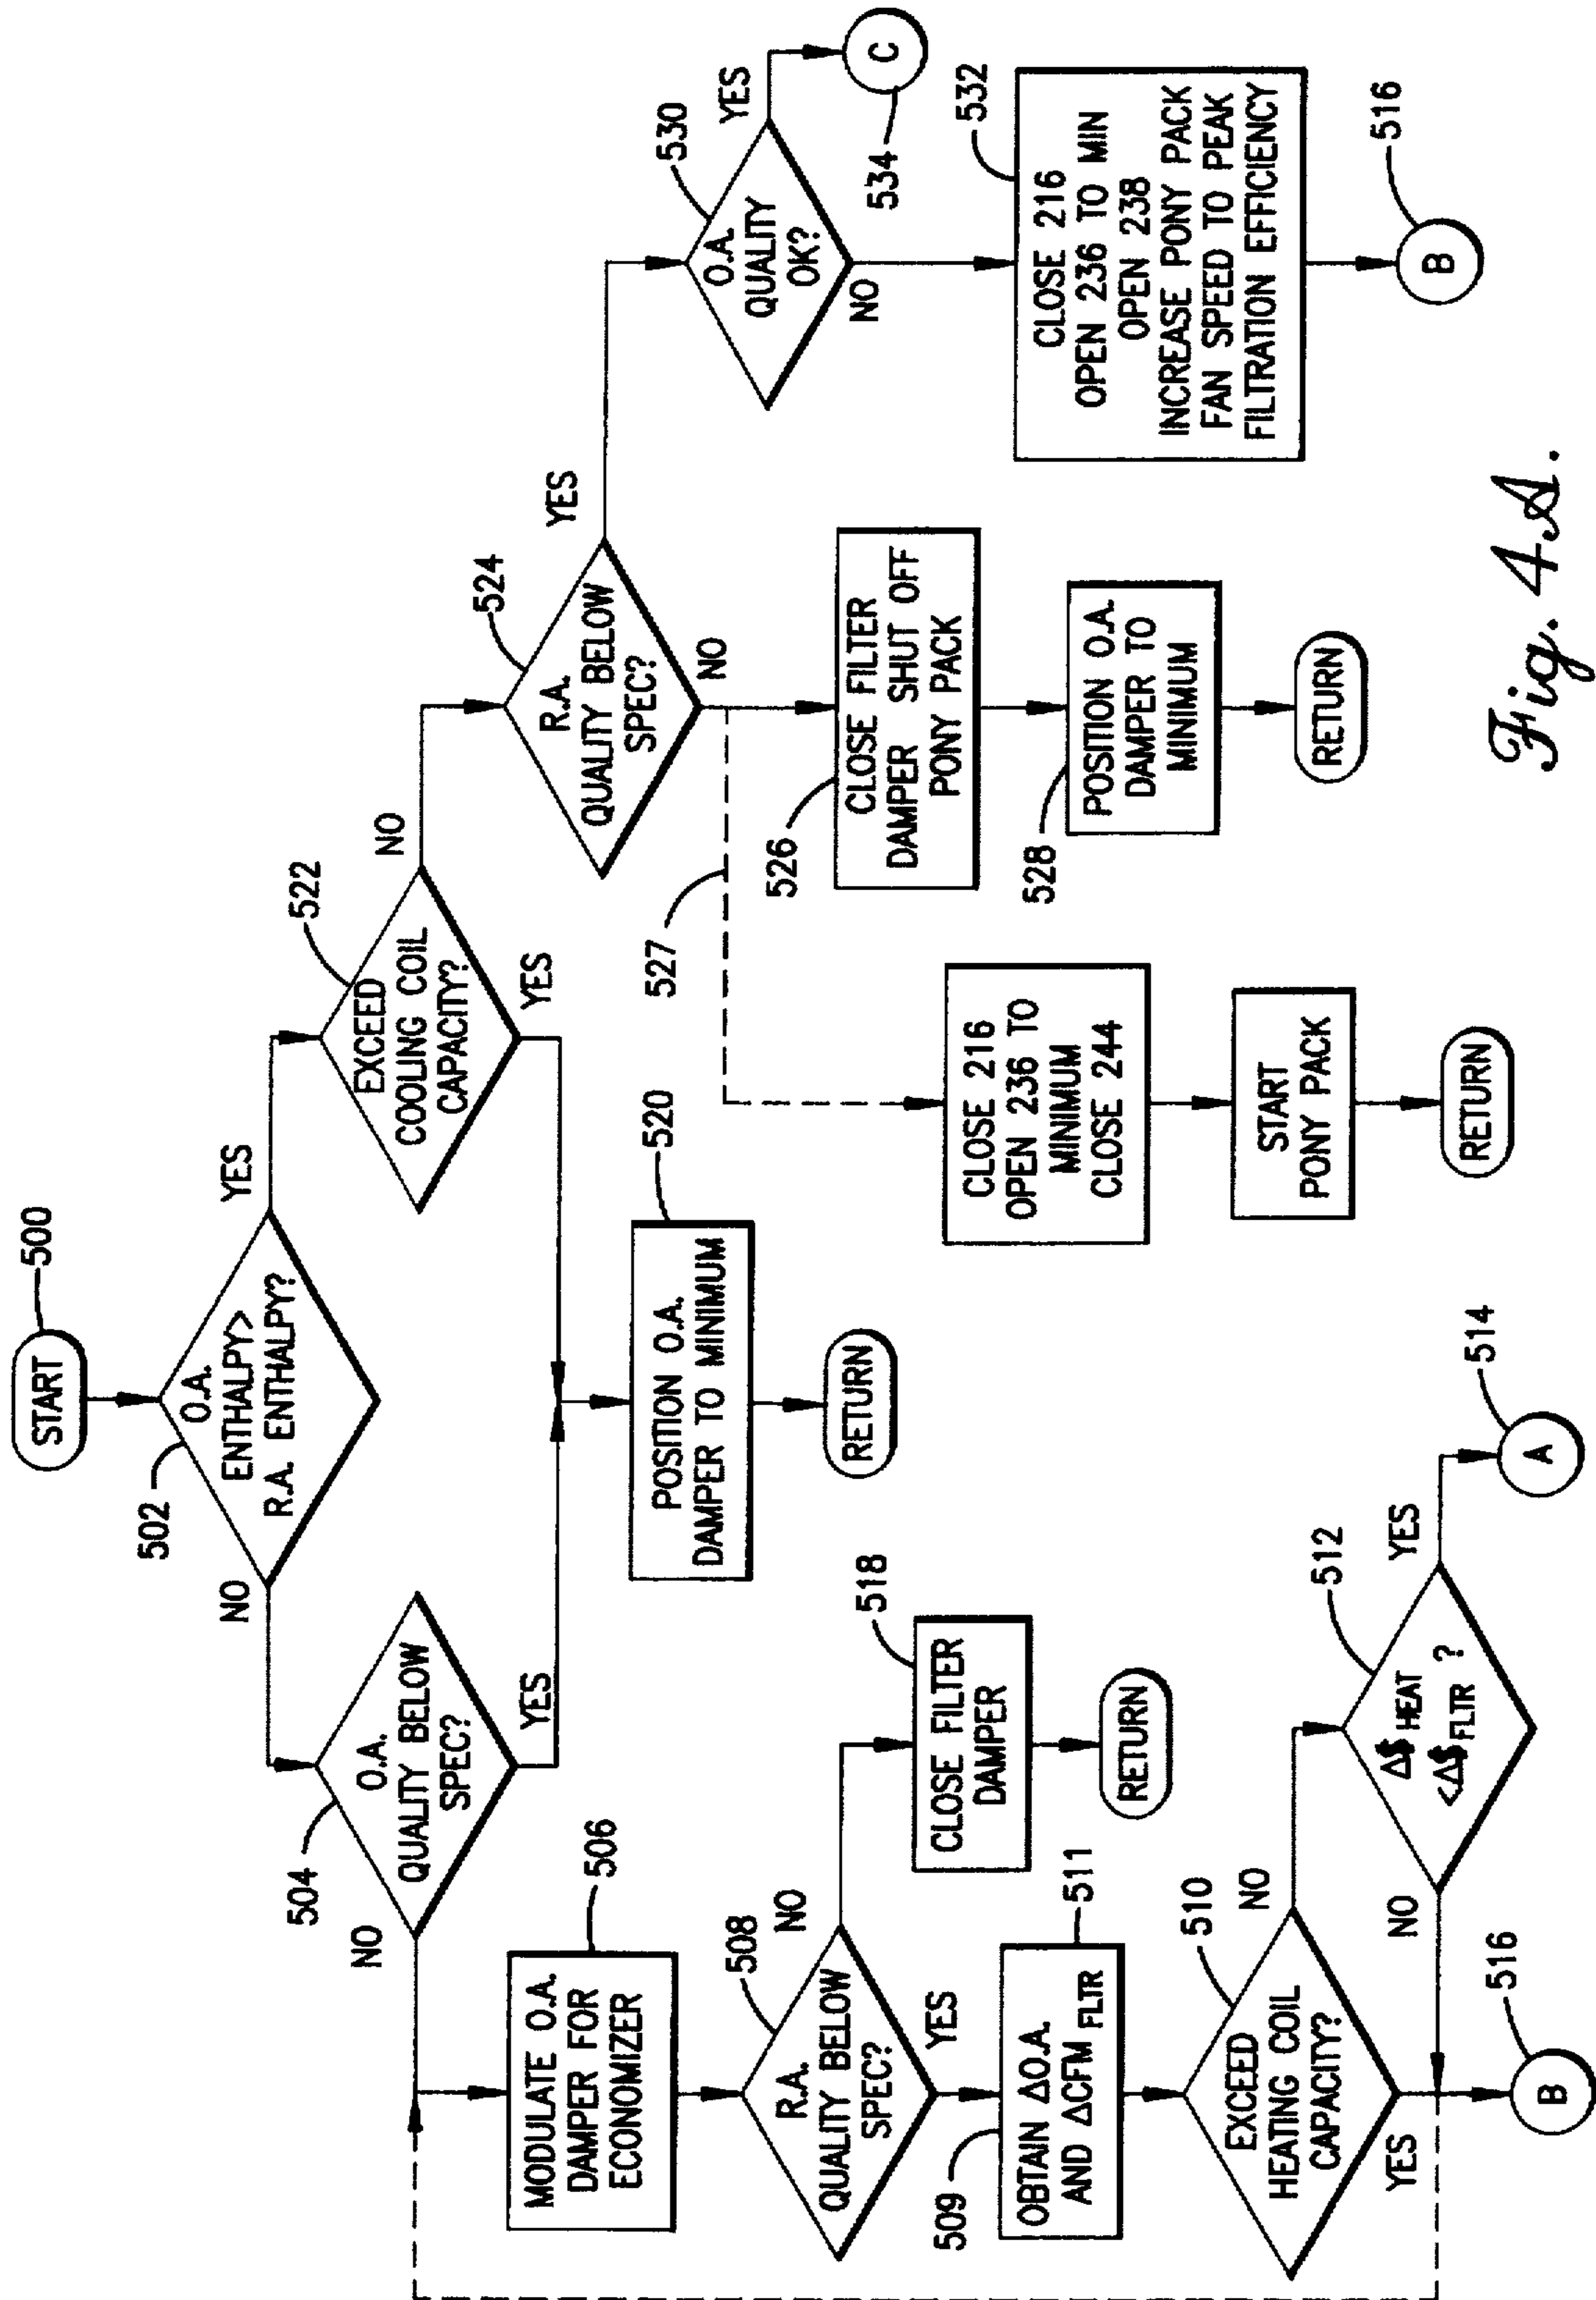 START
500
O.A.
ENTHALPY>
R.A. ENTHALPY?
502
NO
YES
O.A.
QUALITY BELOW
SPEC?
504
NO
YES
EXCEED
COOLING COIL
CAPACITY?
522
NO
YES
POSITION O.A.
DAMPER TO MINIMUM
520
RETURN
MODULATE O.A.
DAMPER FOR
ECONOMIZER
506
R.A.
QUALITY BELOW
SPEC?
508
NO
YES
CLOSE FILTER
DAMPER
518
RETURN
OBTAIN ΔO.A.
AND ΔCFM FLTR
509
511
EXCEED
HEATING COIL
CAPACITY?
510
NO
YES
Δ$ HEAT
<Δ$ FLTR ?
512
YES
NO
A
514
B
516
R.A.
QUALITY BELOW
SPEC?
524
YES
NO
527
CLOSE FILTER
DAMPER SHUT OFF
PONY PACK
526
POSITION O.A.
DAMPER TO
MINIMUM
528
RETURN
CLOSE 216
OPEN 236 TO
MINIMUM
CLOSE 244
START
PONY PACK
RETURN
O.A.
QUALITY
OK?
530
YES
NO
C
534
CLOSE 216
OPEN 236 TO MIN
OPEN 238
INCREASE PONY PACK
FAN SPEED TO PEAK
FILTRATION EFFICIENCY
532
B
516
Fig. 4A.